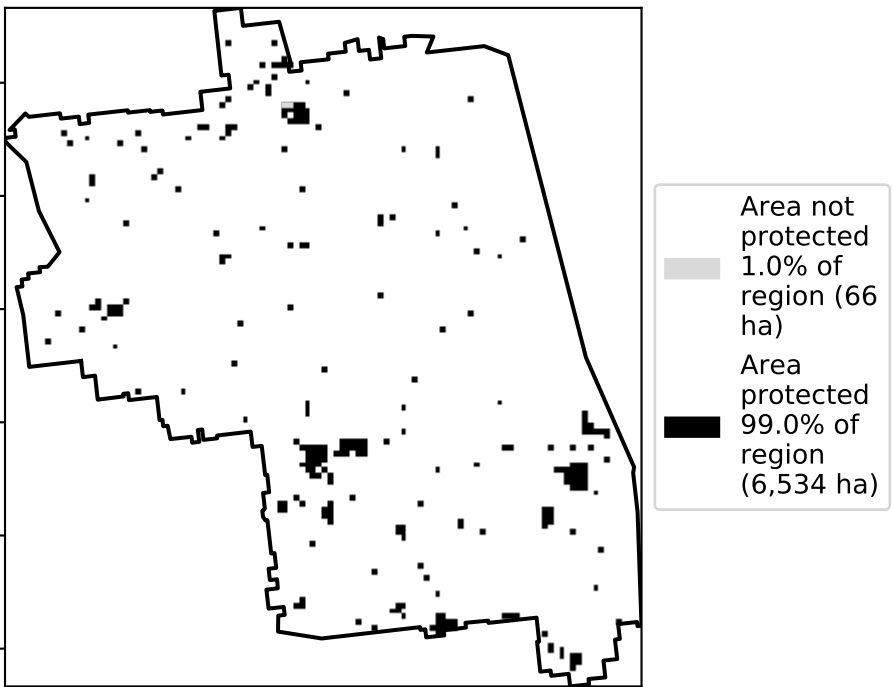 Area not
protected
1.0% of
region (66
ha)
Area
protected
99.0% of
region
(6,534 ha)